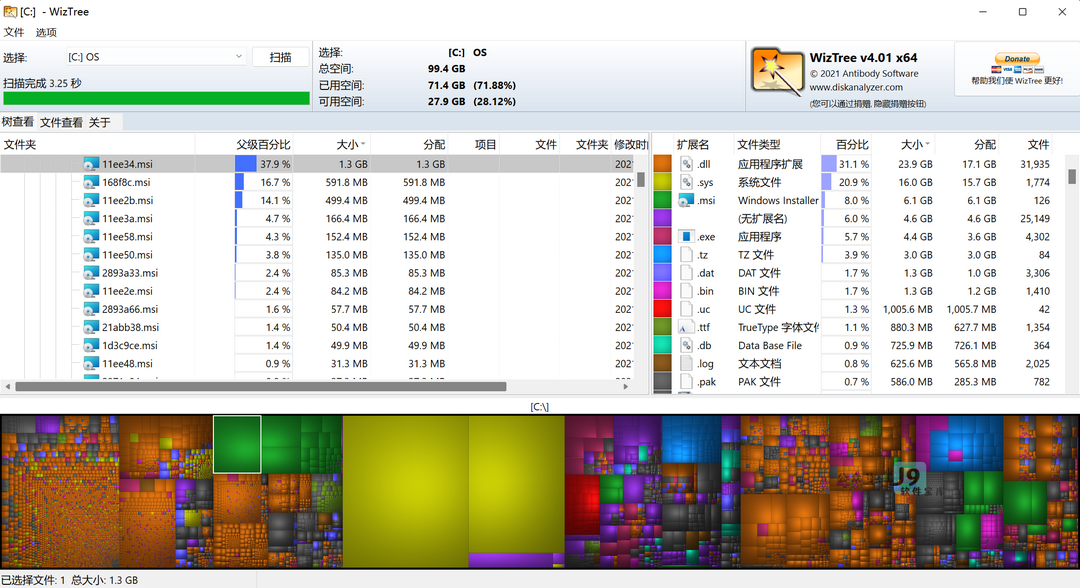 [C:] - WizTree
文件 选项
选择: [C:] OS 扫描
扫描完成 3.25 秒
选择: [C:] OS
总空间: 99.4 GB
已用空间: 71.4 GB (71.88%)
可用空间: 27.9 GB (28.12%)
WizTree v4.01 x64
© 2021 Antibody Software
www.diskanalyzer.com
(您可以通过捐赠, 隐藏捐赠按钮)
Donate
VISA
帮助我们使 WizTree 更好!
树查看 文件查看 关于
文件夹 父级百分比 大小 分配 项目 文件 文件夹 修改时
11ee34.msi 37.9 % 1.3 GB 1.3 GB 202
168f8c.msi 16.7 % 591.8 MB 591.8 MB 202
11ee2b.msi 14.1 % 499.4 MB 499.4 MB 202
11ee3a.msi 4.7 % 166.4 MB 166.4 MB 202
11ee58.msi 4.3 % 152.4 MB 152.4 MB 202
11ee50.msi 3.8 % 135.0 MB 135.0 MB 202
2893a33.msi 2.4 % 85.3 MB 85.3 MB 202
11ee2e.msi 2.4 % 84.2 MB 84.2 MB 202
2893a66.msi 1.6 % 57.7 MB 57.7 MB 202
21abb38.msi 1.4 % 50.4 MB 50.4 MB 202
1d3c9ce.msi 1.4 % 49.9 MB 49.9 MB 202
11ee48.msi 0.9 % 31.3 MB 31.3 MB 202
扩展名 文件类型 百分比 大小 分配 文件
.dll 应用程序扩展 31.1 % 23.9 GB 17.1 GB 31,935
.sys 系统文件 20.9 % 16.0 GB 15.7 GB 1,774
.msi Windows Installer 8.0 % 6.1 GB 6.1 GB 126
(无扩展名) 6.0 % 4.6 GB 4.6 GB 25,149
.exe 应用程序 5.7 % 4.4 GB 3.6 GB 4,302
.tz TZ 文件 3.9 % 3.0 GB 3.0 GB 84
.dat DAT 文件 1.7 % 1.3 GB 1.0 GB 3,306
.bin BIN 文件 1.7 % 1.3 GB 1.2 GB 1,410
.uc UC 文件 1.3 % 1,005.6 MB 1,005.7 MB 42
.ttf TrueType 字体文件 1.1 % 880.3 MB 627.7 MB 1,354
.db Data Base File 0.9 % 725.9 MB 726.1 MB 364
.log 文本文档 0.8 % 625.6 MB 565.8 MB 2,025
.pak PAK 文件 0.7 % 586.0 MB 285.3 MB 782
[C:\]
J9
软件宝库
已选择文件: 1 总大小: 1.3 GB